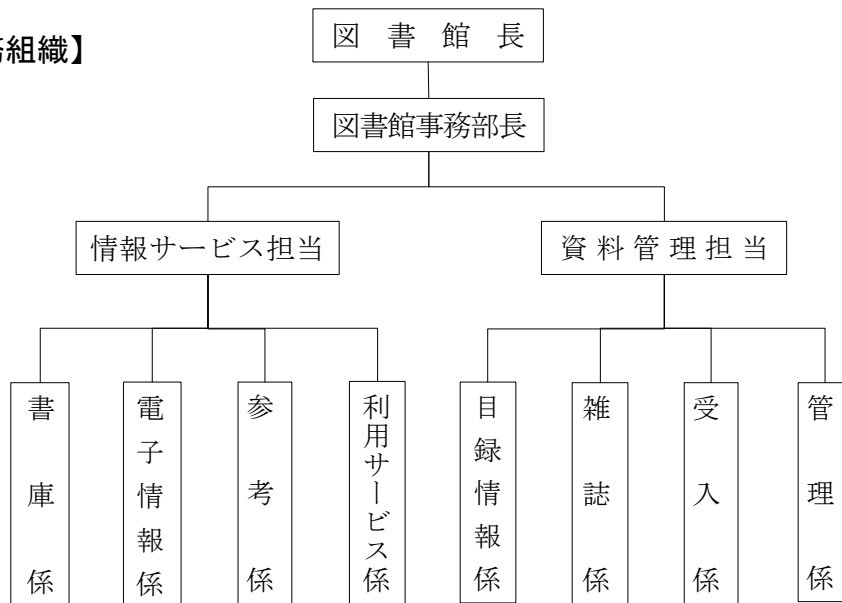 務組織】
図書館長
図書館事務部長
情報サービス担当
資料管理担当
書庫係
電子情報係
参考係
利用サービス係
目録情報係
雑誌係
受入係
管理係